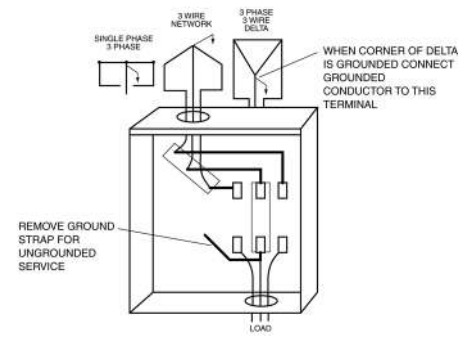 SINGLE PHASE
3 PHASE
3 WIRE
NETWORK
3 PHASE
3 WIRE
DELTA
WHEN CORNER OF DELTA
IS GROUNDED CONNECT
GROUNDED
CONDUCTOR TO THIS
TERMINAL
REMOVE GROUND
STRAP FOR
UNGROUNDED
SERVICE
LOAD